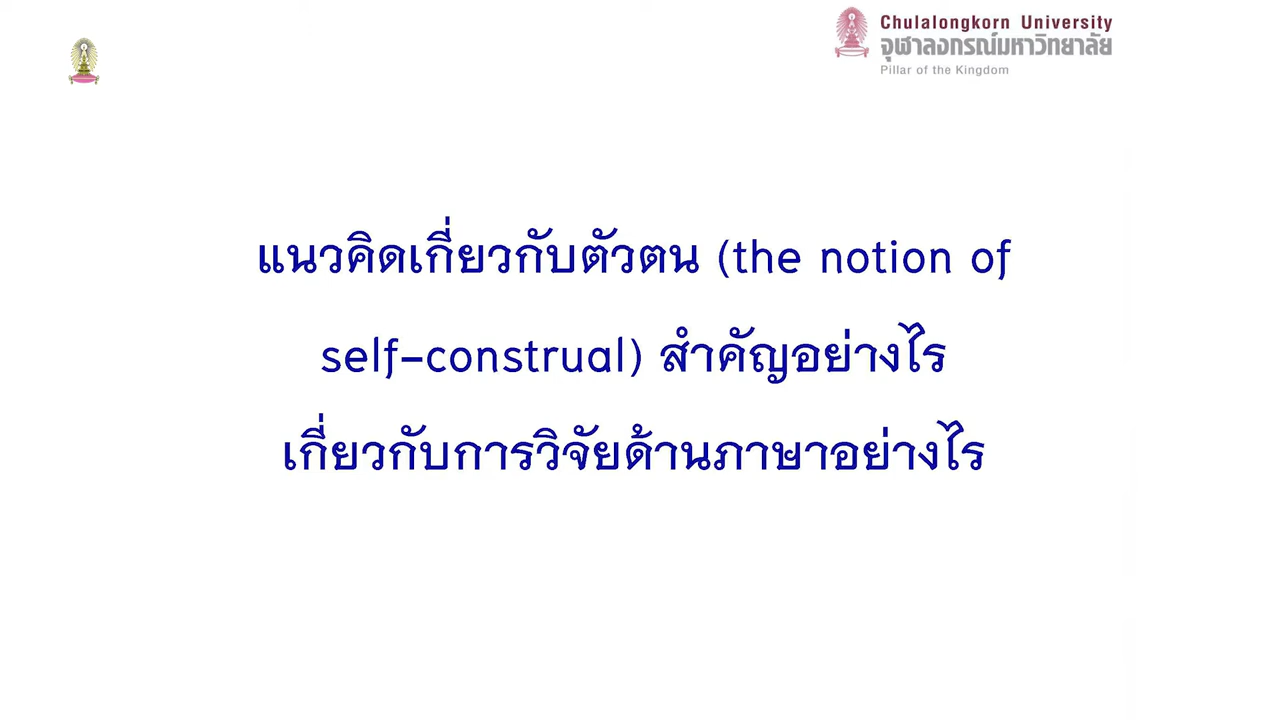 Chulalongkorn University
จุฬาลงกรณ์มหาวิทยาลัย
Pillar of the Kingdom
แนวคิดเกี่ยวกับตัวตน (the notion of
self-construal) สำคัญอย่างไร
เกี่ยวกับการวิจัยด้านภาษาอย่างไร